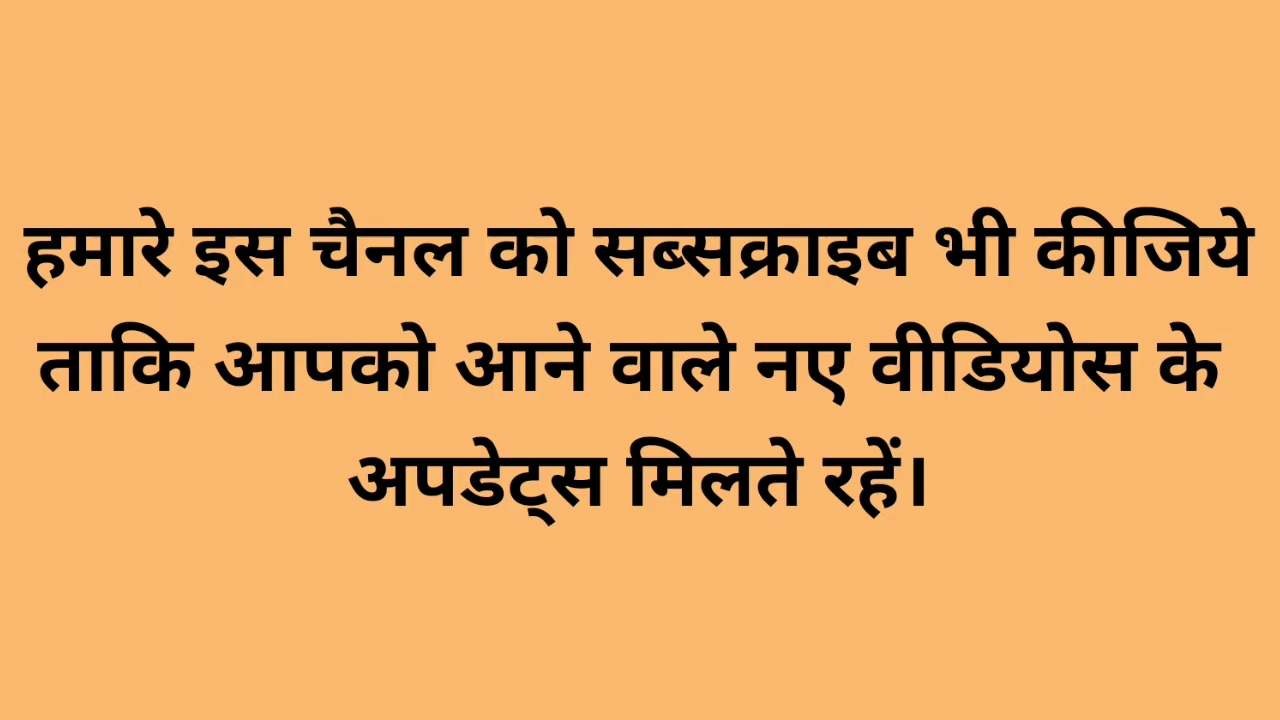 हमारे इस चैनल को सब्सक्राइब भी कीजिये
ताकि आपको आने वाले नए वीडियोस के
अपडेट्स मिलते रहें।